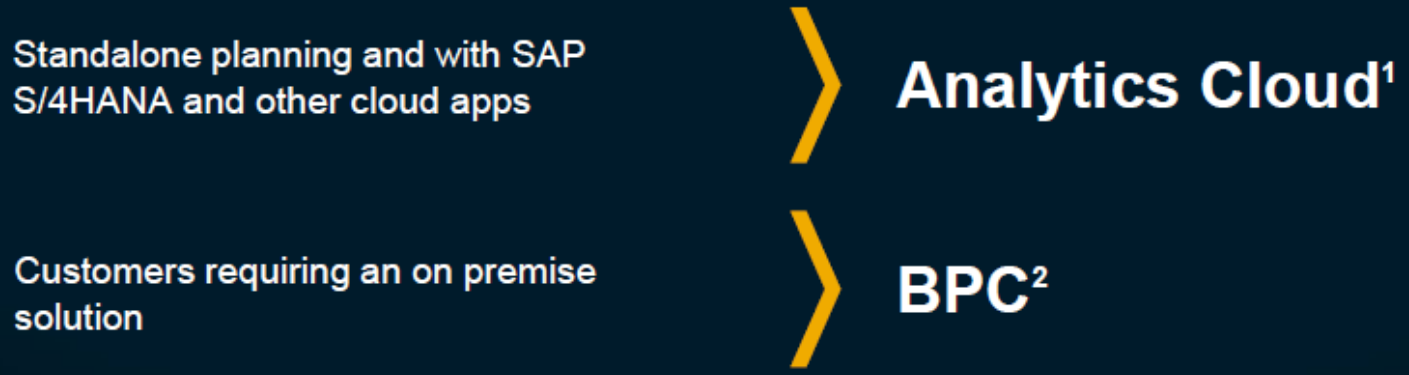 Standalone planning and with SAP
S/4HANA and other cloud apps
Analytics Cloud¹
Customers requiring an on premise
solution
BPC²